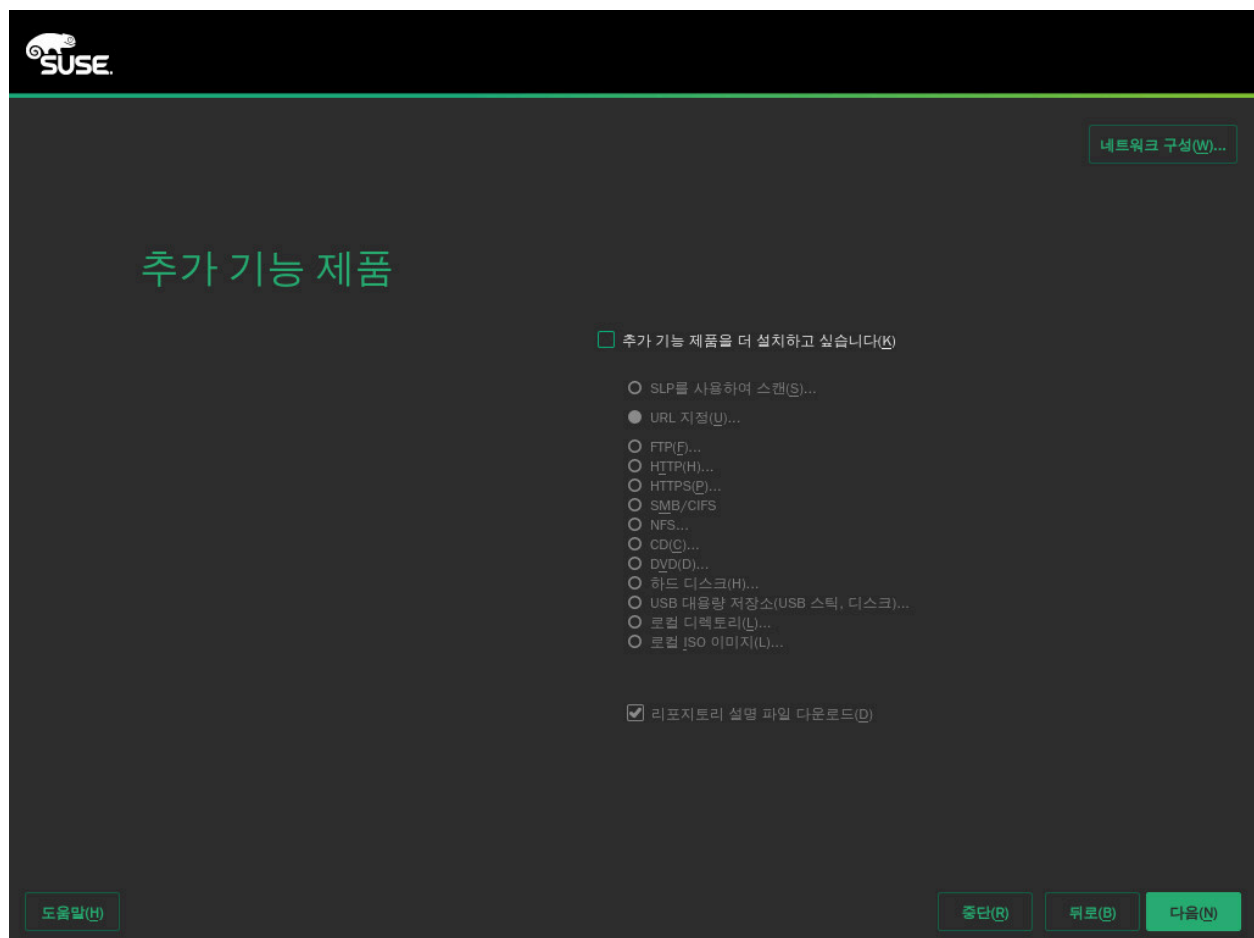 SUSE.
네트워크 구성(W)...
추가 기능 제품
추가 기능 제품을 더 설치하고 싶습니다(K)
SLP를 사용하여 스캔(S)...
URL 지정(U)...
FTP(F)...
HTTP(H)...
HTTPS(P)...
SMB/CIFS
NFS...
CD(C)...
DVD(D)...
하드 디스크(H)...
USB 대용량 저장소(USB 스틱, 디스크)...
로컬 디렉토리(L)...
로컬 ISO 이미지(L)...
리포지토리 설명 파일 다운로드(D)
도움말(H)
중단(R)
뒤로(B)
다음(N)